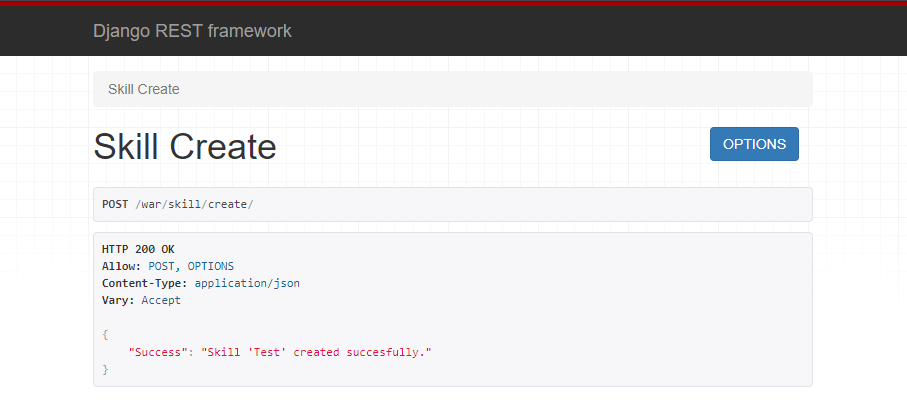 Django REST framework
Skill Create
Skill Create
OPTIONS
POST /war/skill/create/
HTTP 200 OK
Allow: POST, OPTIONS
Content-Type: application/json
Vary: Accept
{
    "Success": "Skill 'Test' created succesfully."
}